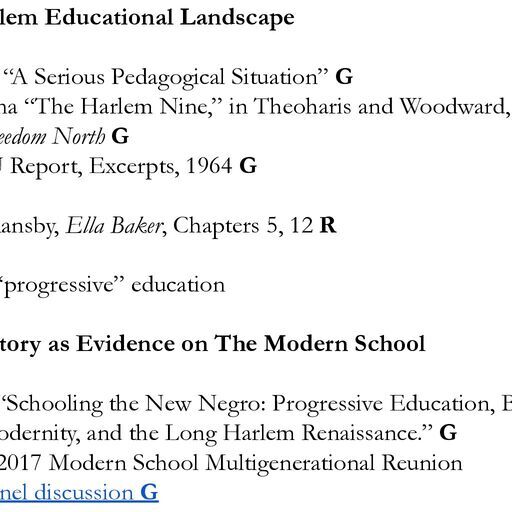 lem Educational Landscape
“A Serious Pedagogical Situation” G
na “The Harlem Nine,” in Theoharis and Woodward,
eedom North G
Report, Excerpts, 1964 G
ansby, Ella Baker, Chapters 5, 12 R
“progressive” education
tory as Evidence on The Modern School
“Schooling the New Negro: Progressive Education, B
odernity, and the Long Harlem Renaissance.” G
2017 Modern School Multigenerational Reunion
nel discussion G